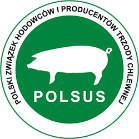 POLSKI ZWIĄZEK HODOWCÓW I PRODUCENTÓW TRZODY CHLEWNEJ
POLSUS